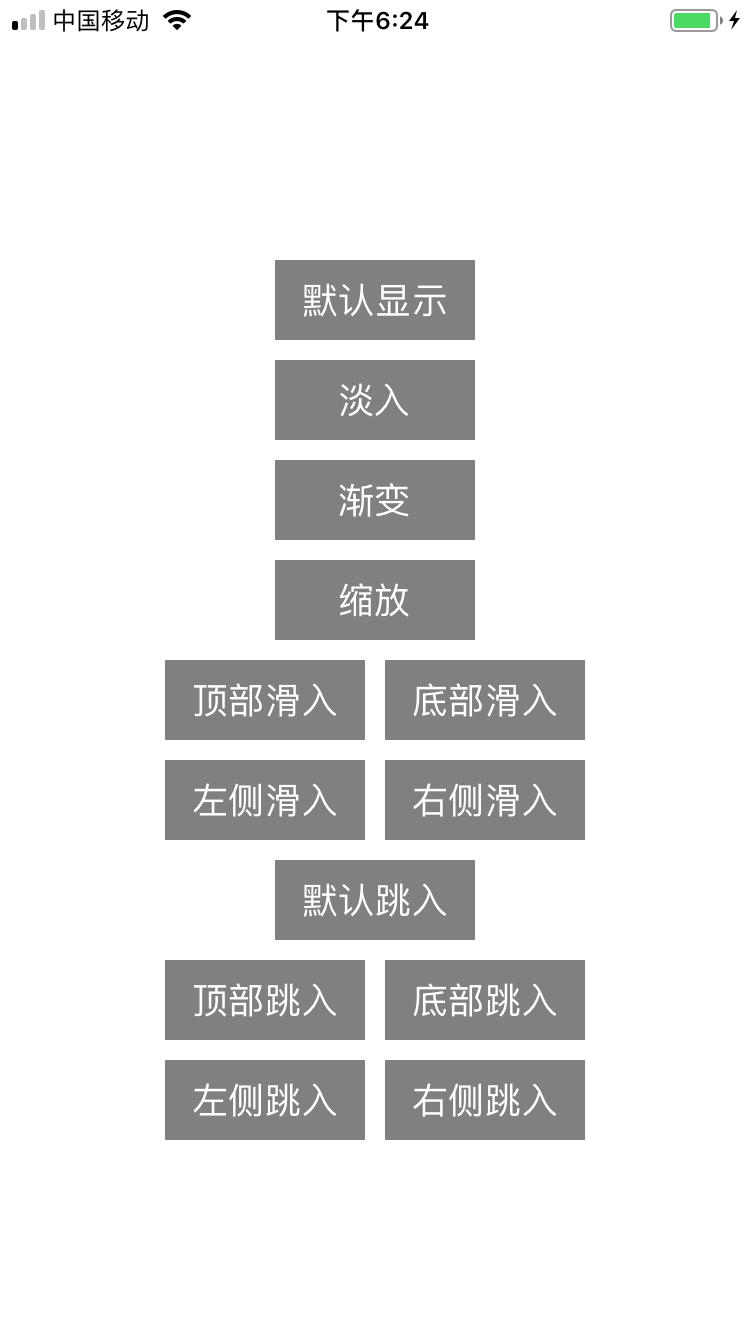 中国移动 下午6:24
默认显示
淡入
渐变
缩放
顶部滑入 底部滑入
左侧滑入 右侧滑入
默认跳入
顶部跳入 底部跳入
左侧跳入 右侧跳入